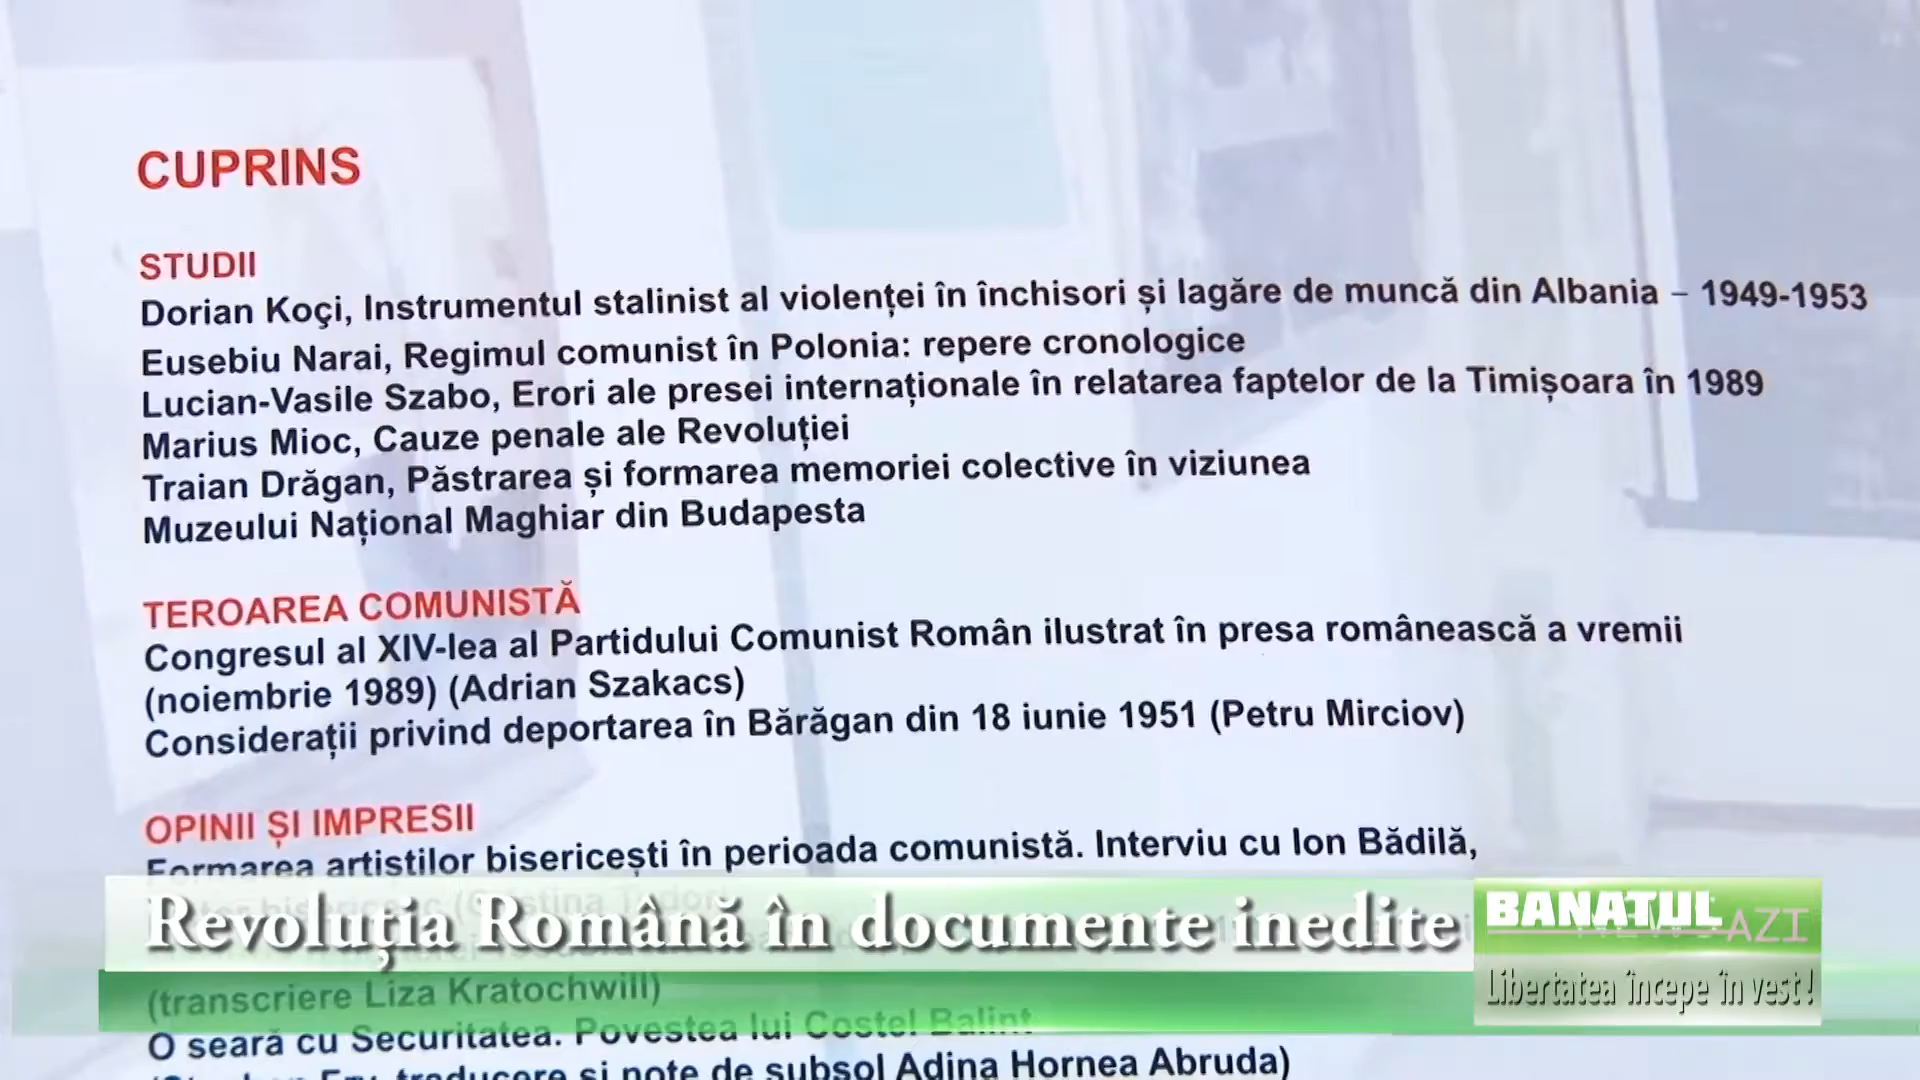 CUPRINS
STUDII
Dorian Koçi, Instrumentul stalinist al violenței în închisori și lagăre de muncă din Albania – 1949-1953
Eusebiu Narai, Regimul comunist în Polonia: repere cronologice
Lucian-Vasile Szabo, Erori ale presei internaționale în relatarea faptelor de la Timișoara în 1989
Marius Mioc, Cauze penale ale Revoluției
Traian Drăgan, Păstrarea și formarea memoriei colective în viziunea
Muzeului Național Maghiar din Budapesta
TEROAREA COMUNISTĂ
Congresul al XIV-lea al Partidului Comunist Român ilustrat în presa românească a vremii
(noiembrie 1989) (Adrian Szakacs)
Considerații privind deportarea în Bărăgan din 18 iunie 1951 (Petru Mirciov)
OPINII ȘI IMPRESII
Formarea artiștilor bisericești în perioada comunistă. Interviu cu Ion Bădilă,
Revoluția Română în documente inedite
BANATUL AZI
Libertatea începe în vest!
(transcriere Liza Kratochwill)
O seară cu Securitatea. Povestea lui Costel Balint
traducere și note de subsol Adina Hornea Abruda)